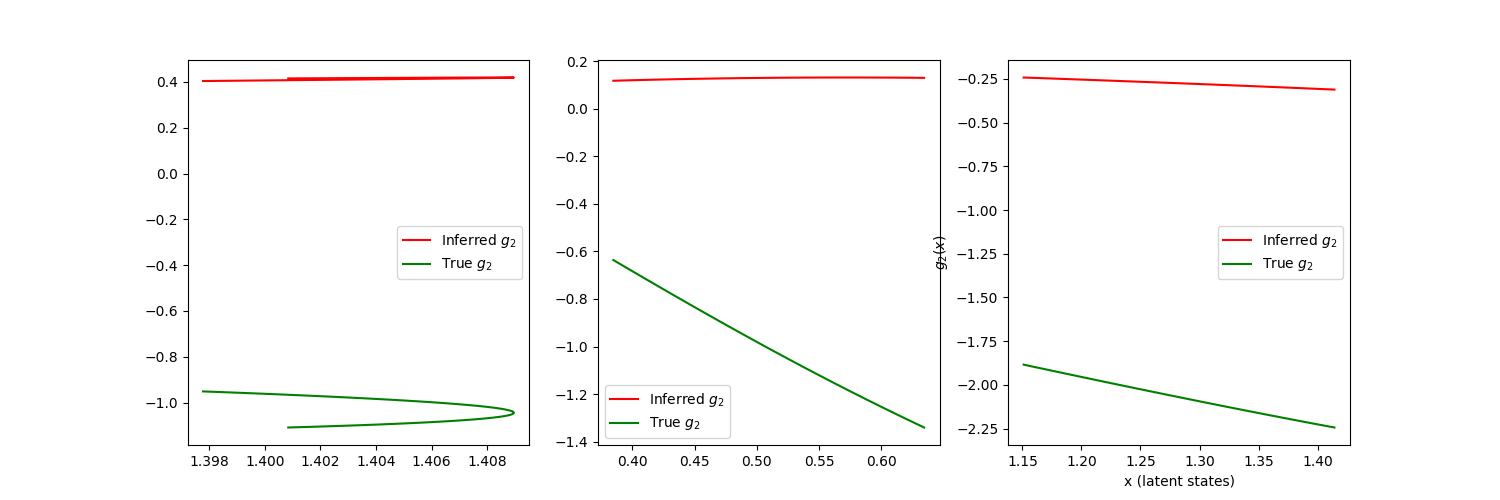 0.4
0.2
0.0
−0.2
−0.4
−0.6
−0.8
−1.0
1.398 1.400 1.402 1.404 1.406 1.408
Inferred g₂
True g₂
0.2
0.0
−0.2
−0.4
−0.6
−0.8
−1.0
−1.2
−1.4
0.40 0.45 0.50 0.55 0.60
Inferred g₂
True g₂
g₂(x)
−0.25
−0.50
−0.75
−1.00
−1.25
−1.50
−1.75
−2.00
−2.25
1.15 1.20 1.25 1.30 1.35 1.40
x (latent states)
Inferred g₂
True g₂